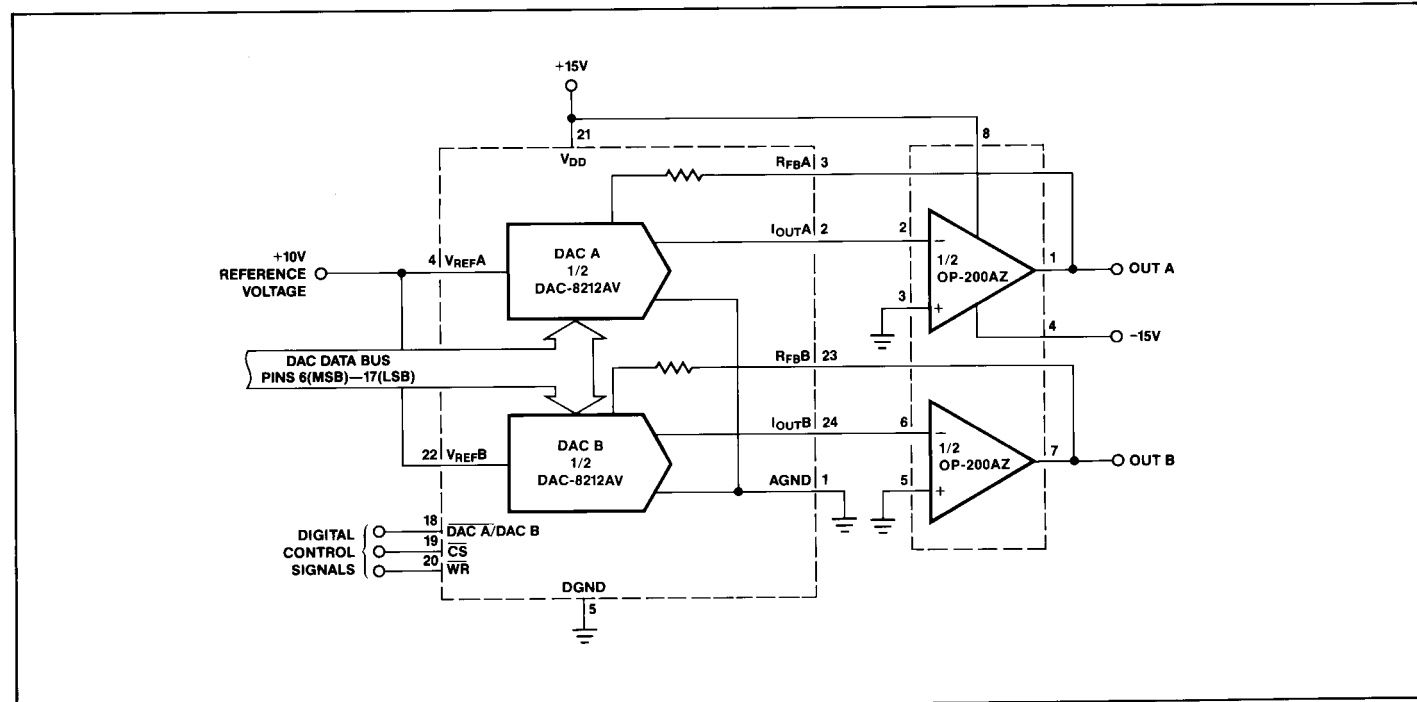 +15V
21
8
VDD
RFBA 3
DAC A
1/2
DAC-8212AV
IOUTA 2
2
−
1/2
OP-200AZ
1
OUT A
+10V
REFERENCE
VOLTAGE
4 VREFA
3
+
4
−15V
DAC DATA BUS
PINS 6(MSB)—17(LSB)
RFBB 23
DAC B
1/2
DAC-8212AV
IOUTB 24
6
−
1/2
OP-200AZ
7
OUT B
22 VREFB
AGND 1
5
+
DIGITAL
CONTROL
SIGNALS
18 D̅A̅C̅ A̅/DAC B
19 C̅S̅
20 W̅R̅
DGND
5